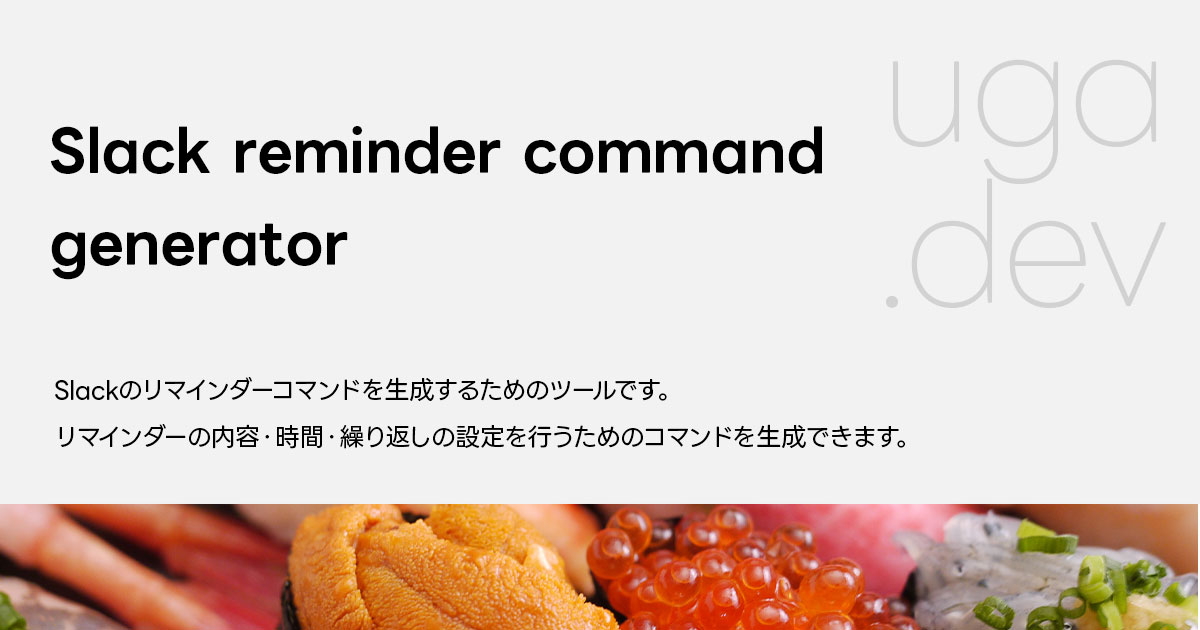 Slack reminder command
generator
uga
.dev
Slackのリマインダーコマンドを生成するためのツールです。
リマインダーの内容・時間・繰り返しの設定を行うためのコマンドを生成できます。